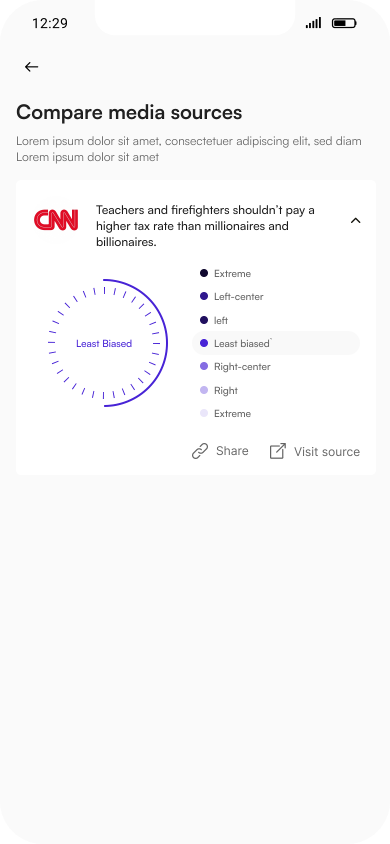 12:29
Compare media sources
Lorem ipsum dolor sit amet, consectetuer adipiscing elit, sed diam
Lorem ipsum dolor sit amet
CNN
Teachers and firefighters shouldn't pay a
higher tax rate than millionaires and
billionaires.
Least Biased
Extreme
Left-center
left
Least biased
Right-center
Right
Extreme
Share
Visit source